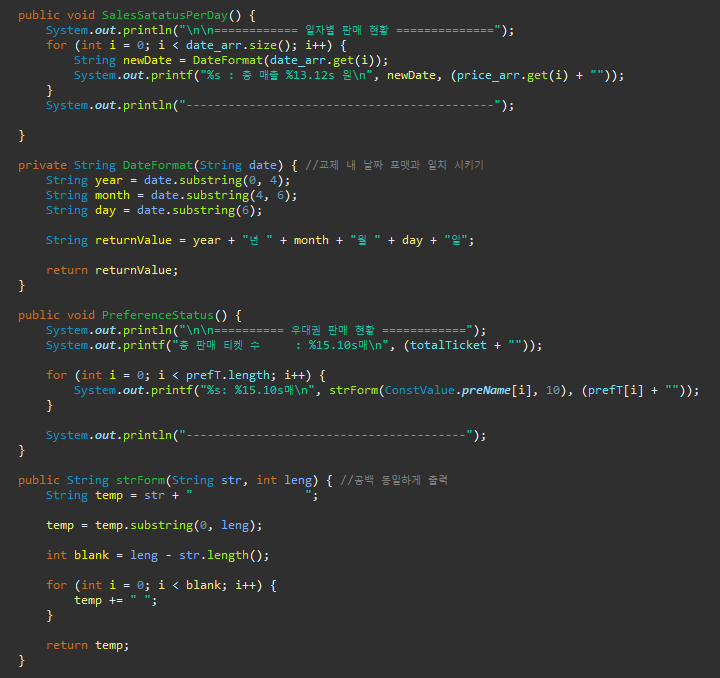 public void SalesSatatusPerDay() {
    System.out.println("\n\n============ 일자별 판매 현황 ==============");
    for (int i = 0; i < date_arr.size(); i++) {
        String newDate = DateFormat(date_arr.get(i));
        System.out.printf("%s : 총 매출 %13.12s 원\n", newDate, (price_arr.get(i) + ""));
    }
    System.out.println("--------------------------------------------");

}

private String DateFormat(String date) { //교제 내 날짜 포맷과 일치 시키기
    String year = date.substring(0, 4);
    String month = date.substring(4, 6);
    String day = date.substring(6);

    String returnValue = year + "년 " + month + "월 " + day + "일";

    return returnValue;
}

public void PreferenceStatus() {
    System.out.println("\n\n========== 우대권 판매 현황 ============");
    System.out.printf("총 판매 티켓 수     : %15.10s매\n", (totalTicket + ""));

    for (int i = 0; i < prefT.length; i++) {
        System.out.printf("%s: %15.10s매\n", strForm(ConstValue.preName[i], 10), (prefT[i] + ""));
    }

    System.out.println("----------------------------------------");
}

public String strForm(String str, int leng) { //공백 동일하게 출력
    String temp = str + "                ";

    temp = temp.substring(0, leng);

    int blank = leng - str.length();

    for (int i = 0; i < blank; i++) {
        temp += " ";
    }

    return temp;
}